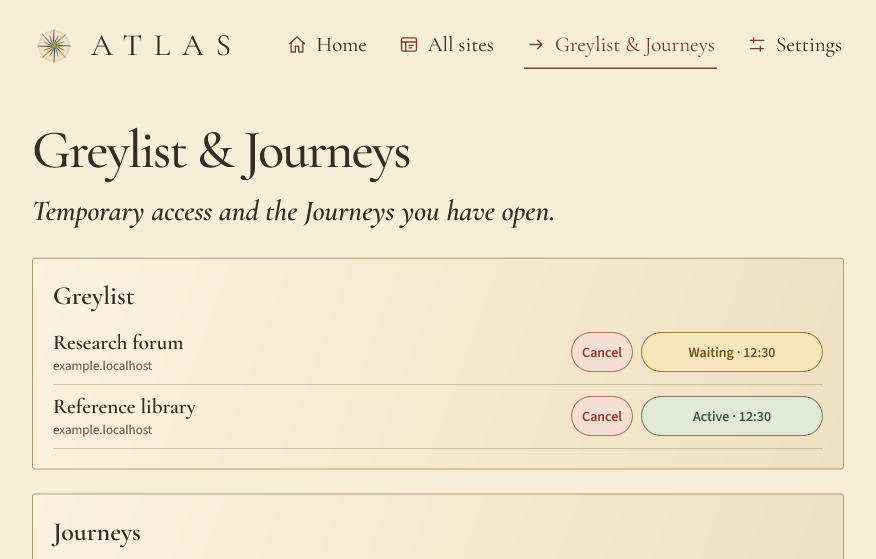 ATLAS
Home
All sites
Greylist & Journeys
Settings
Greylist & Journeys
Temporary access and the Journeys you have open.
Greylist
Research forum
example.localhost
Cancel
Waiting · 12:30
Reference library
example.localhost
Cancel
Active · 12:30
Journeys